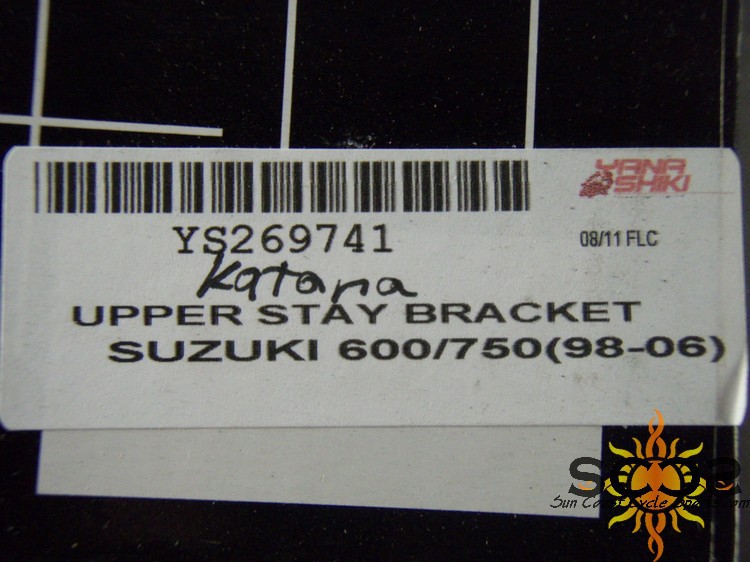 YANA
SHIKI
YS269741
08/11 FLC
Katana
UPPER STAY BRACKET
SUZUKI 600/750(98-06)